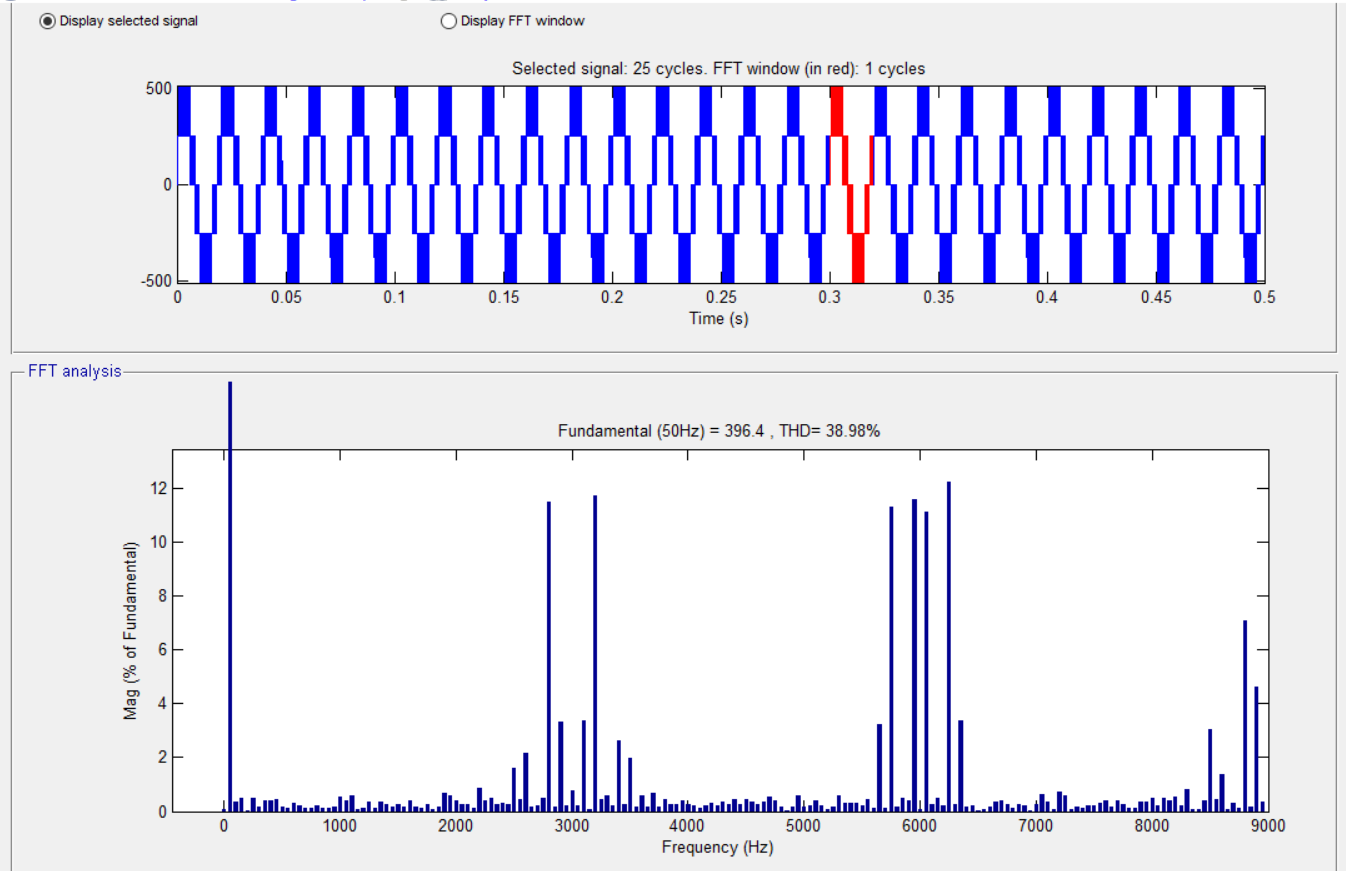 Display selected signal
Display FFT window
Selected signal: 25 cycles. FFT window (in red): 1 cycles
500
0
-500
0 0.05 0.1 0.15 0.2 0.25 0.3 0.35 0.4 0.45 0.5
Time (s)
FFT analysis
Fundamental (50Hz) = 396.4 , THD= 38.98%
Mag (% of Fundamental)
12
10
8
6
4
2
0
0 1000 2000 3000 4000 5000 6000 7000 8000 9000
Frequency (Hz)